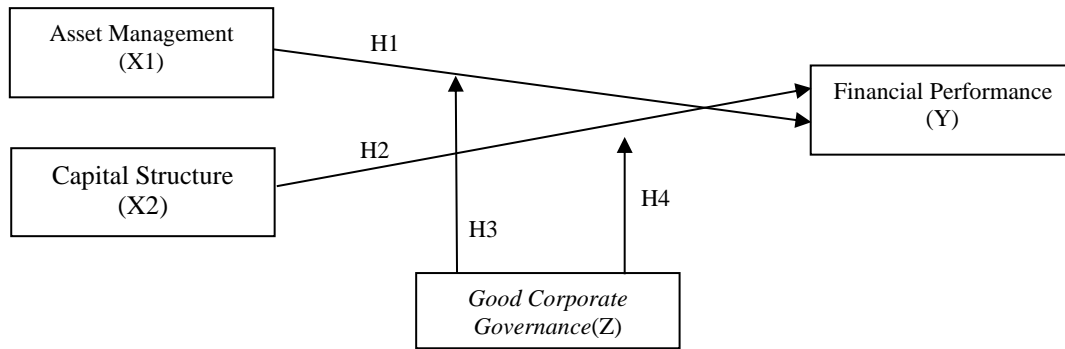 Asset Management
(X1)
H1
Financial Performance
(Y)
H2
Capital Structure
(X2)
H3
H4
Good Corporate
Governance(Z)